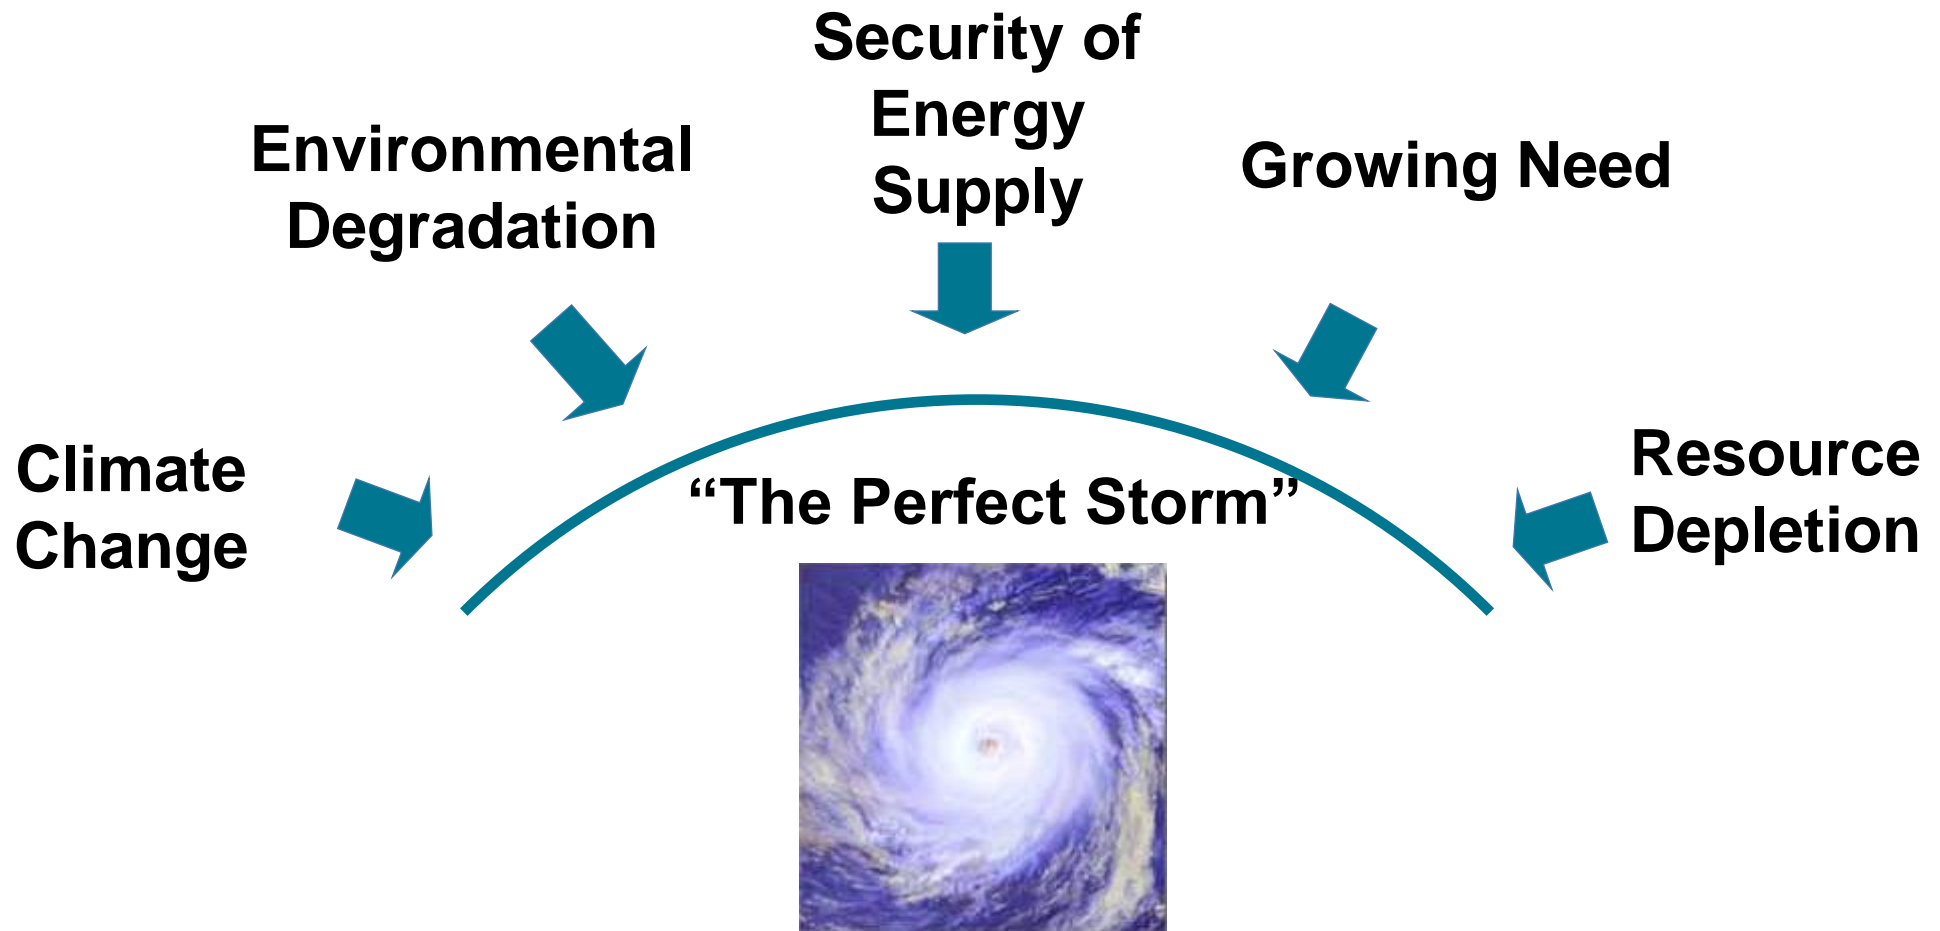 Security of
Energy
Supply
Environmental
Degradation
Growing Need
Climate
Change
Resource
Depletion
“The Perfect Storm”